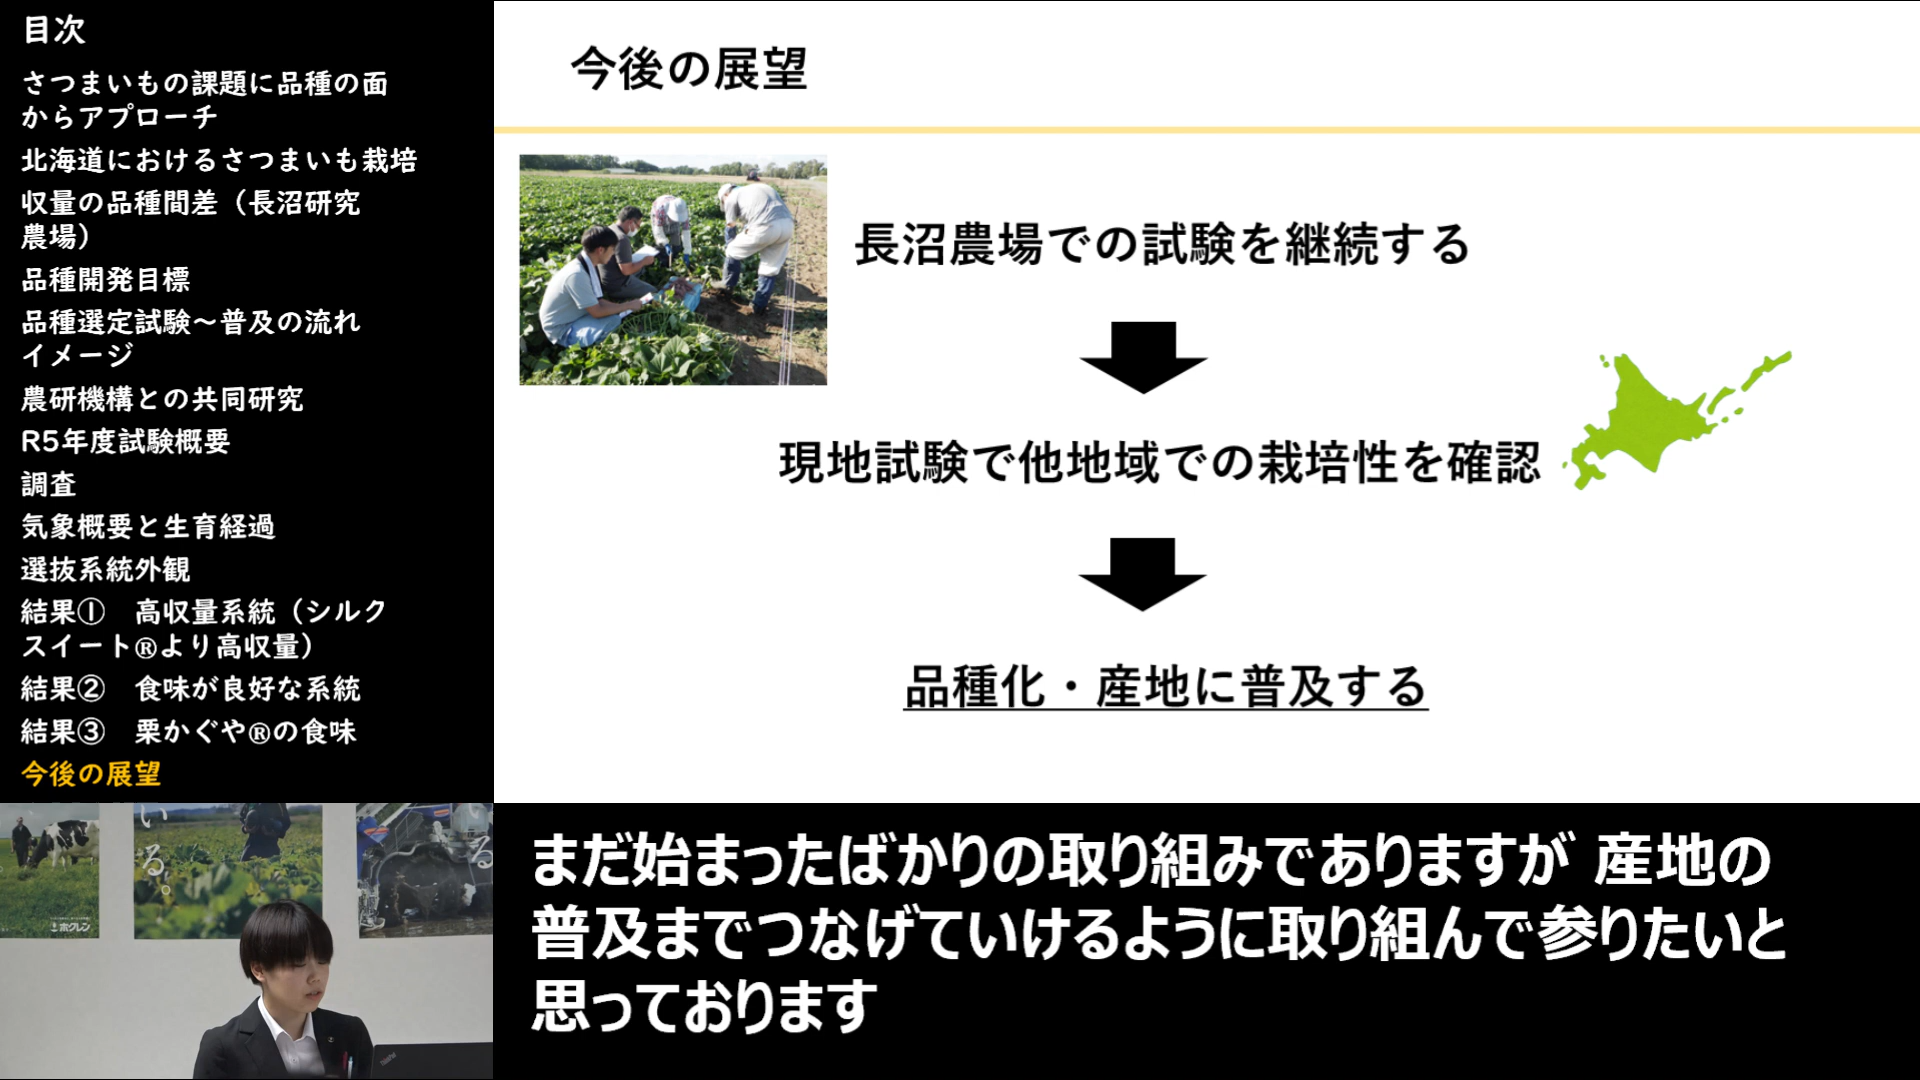 目次
さつまいもの課題に品種の面
からアプローチ
北海道におけるさつまいも栽培
収量の品種間差（長沼研究
農場）
品種開発目標
品種選定試験～普及の流れ
イメージ
農研機構との共同研究
R5年度試験概要
調査
気象概要と生育経過
選抜系統外観
結果①　高収量系統（シルク
スイート®より高収量）
結果②　食味が良好な系統
結果③　栗かぐや®の食味
今後の展望
今後の展望
長沼農場での試験を継続する
現地試験で他地域での栽培性を確認
品種化・産地に普及する
い
る。
る
ホクレン
ThinkPad
まだ始まったばかりの取り組みでありますが 産地の
普及までつなげていけるように取り組んで参りたいと
思っております